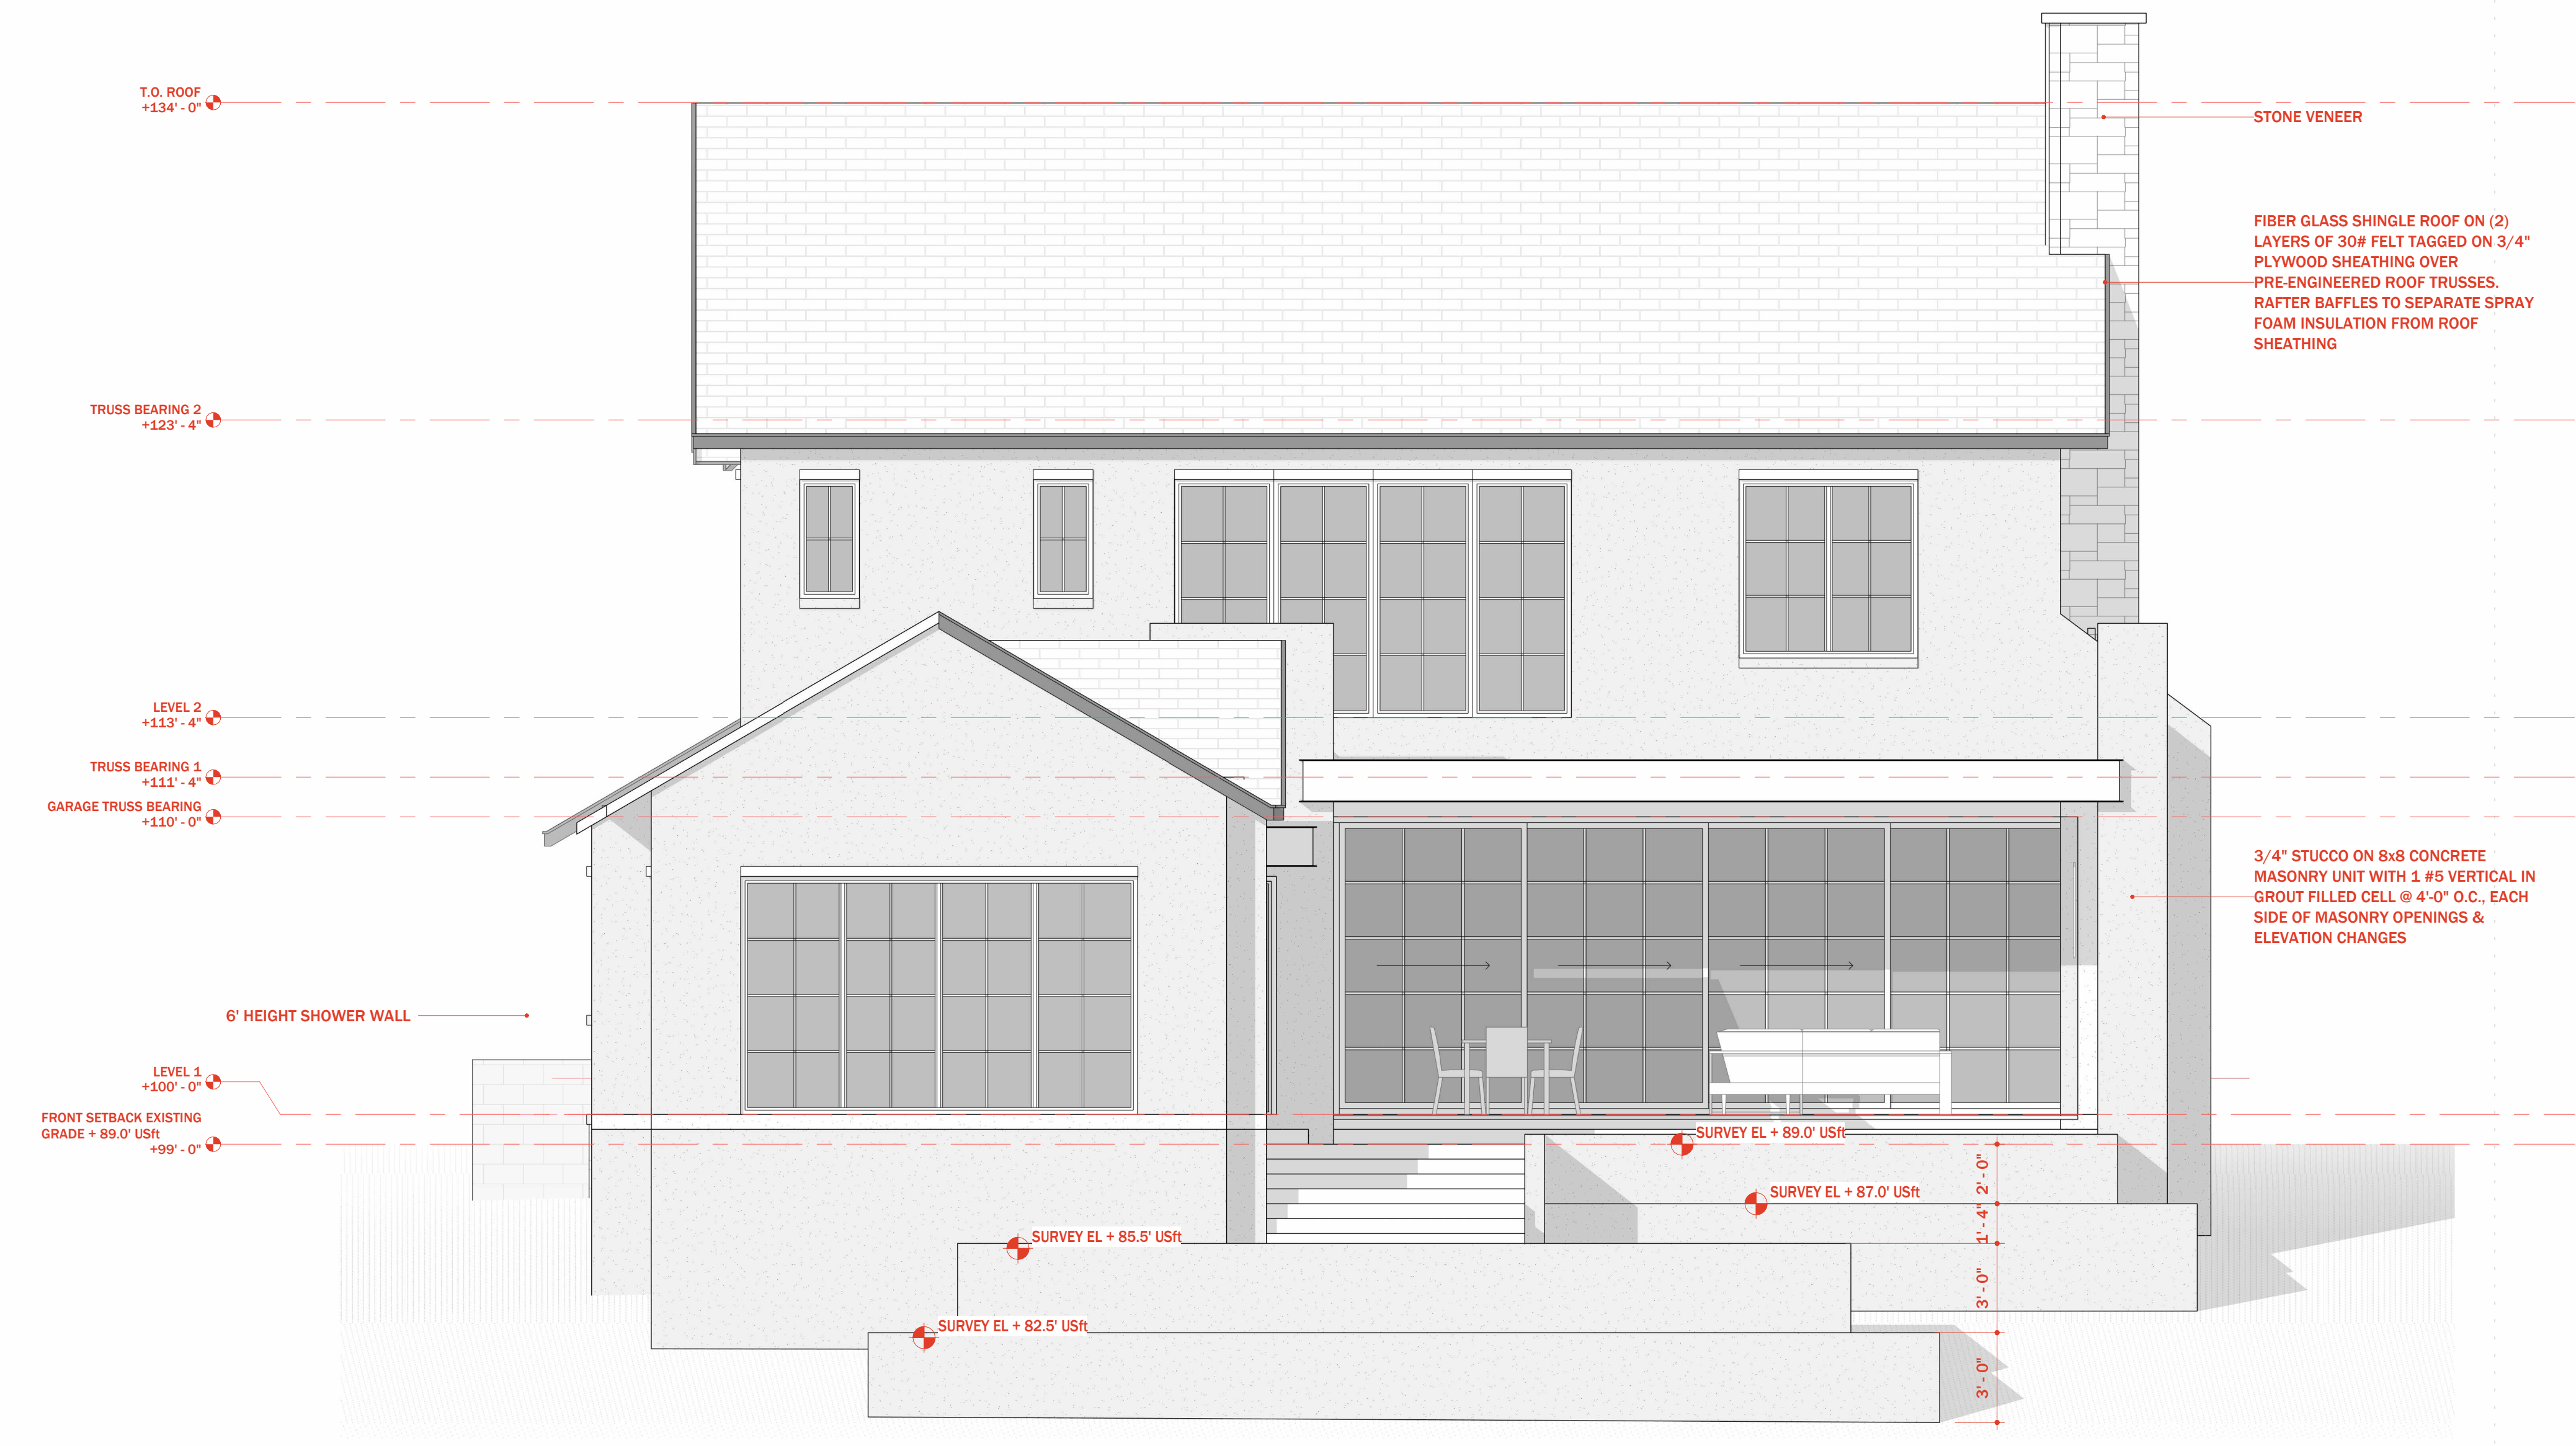 T.O. ROOF
+134' - 0"
STONE VENEER
FIBER GLASS SHINGLE ROOF ON (2)
LAYERS OF 30# FELT TAGGED ON 3/4"
PLYWOOD SHEATHING OVER
PRE-ENGINEERED ROOF TRUSSES.
RAFTER BAFFLES TO SEPARATE SPRAY
FOAM INSULATION FROM ROOF
SHEATHING
TRUSS BEARING 2
+123' - 4"
LEVEL 2
+113' - 4"
TRUSS BEARING 1
+111' - 4"
GARAGE TRUSS BEARING
+110' - 0"
3/4" STUCCO ON 8x8 CONCRETE
MASONRY UNIT WITH 1 #5 VERTICAL IN
GROUT FILLED CELL @ 4'-0" O.C., EACH
SIDE OF MASONRY OPENINGS &
ELEVATION CHANGES
6' HEIGHT SHOWER WALL
LEVEL 1
+100' - 0"
FRONT SETBACK EXISTING
GRADE + 89.0' USft
+99' - 0"
SURVEY EL + 89.0' USft
2' - 0"
SURVEY EL + 87.0' USft
1' - 4"
SURVEY EL + 85.5' USft
3' - 0"
SURVEY EL + 82.5' USft
3' - 0"